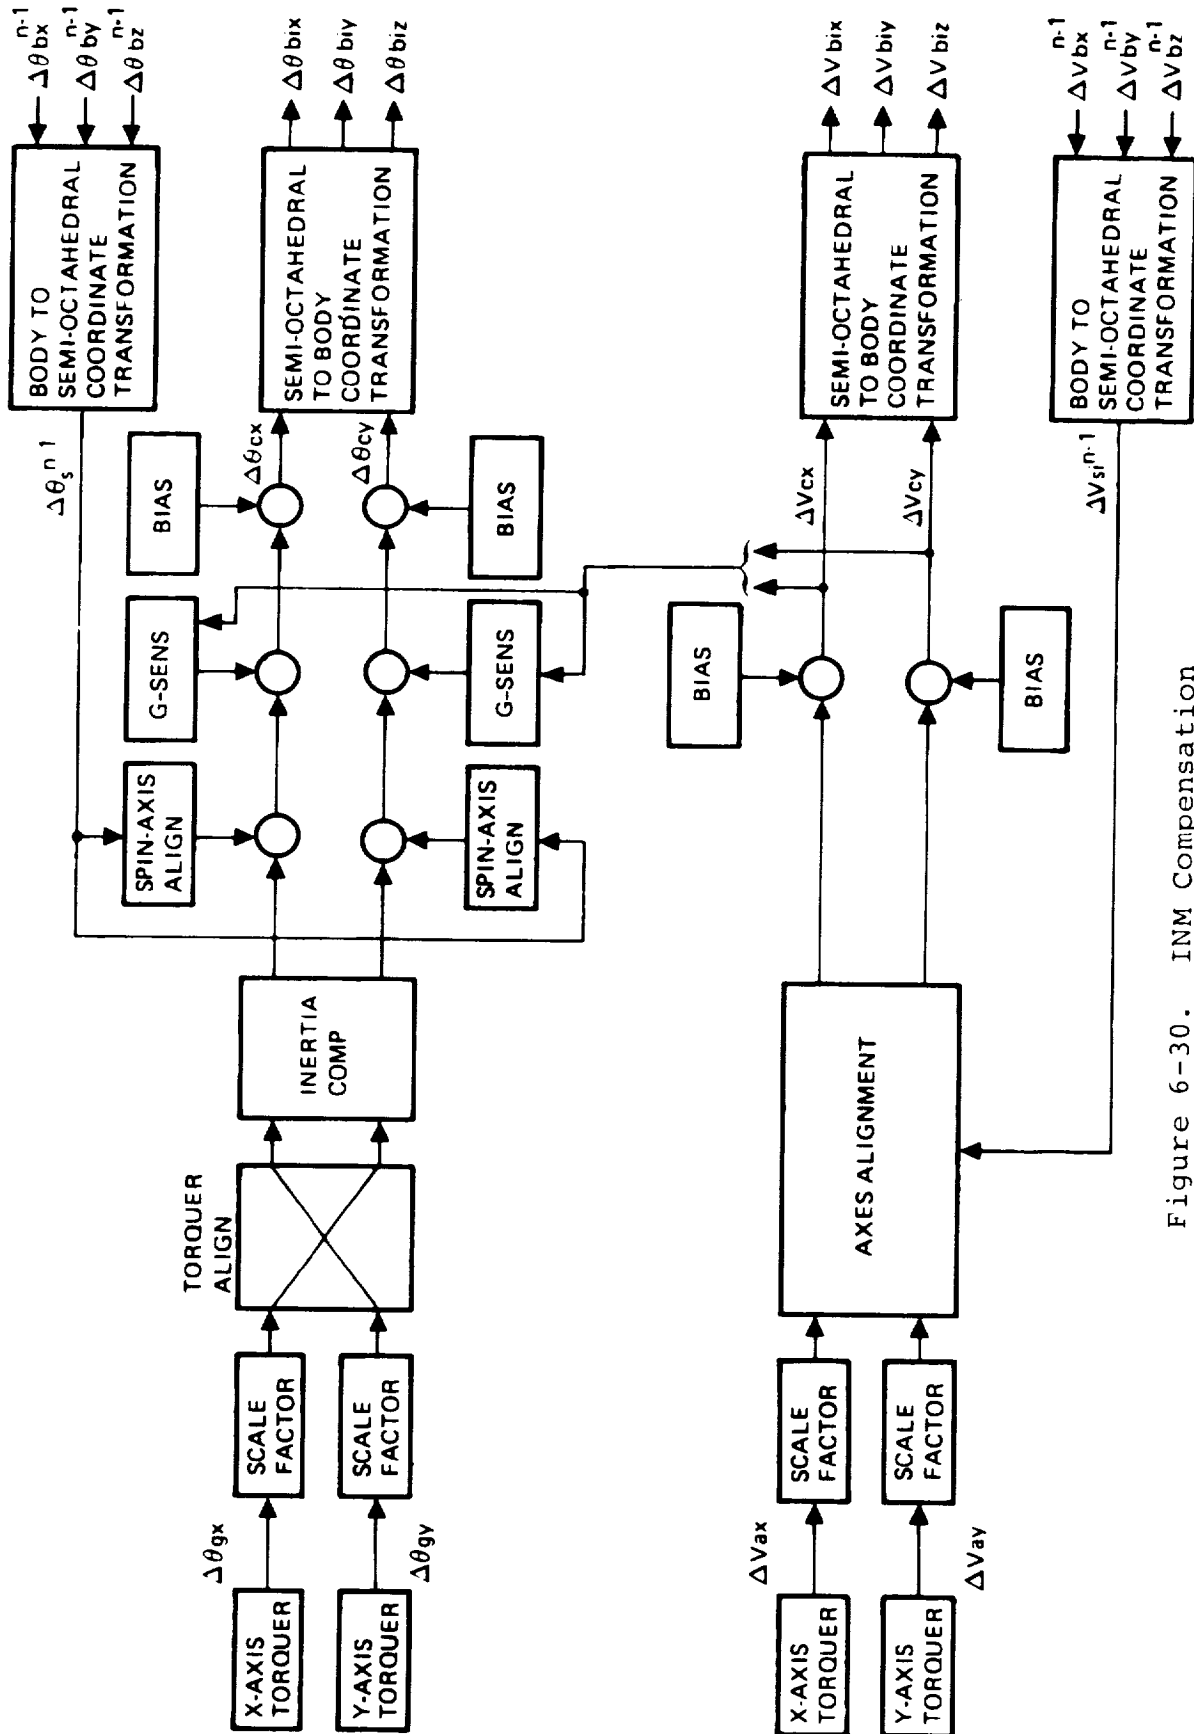 X-AXIS
TORQUER
Δθgx
SCALE
FACTOR
Y-AXIS
TORQUER
Δθgy
SCALE
FACTOR
TORQUER
ALIGN
INERTIA
COMP
SPIN-AXIS
ALIGN
G-SENS
BIAS
SPIN-AXIS
ALIGN
G-SENS
BIAS
Δθs n-1
Δθcx
Δθcy
BODY TO
SEMI-OCTAHEDRAL
COORDINATE
TRANSFORMATION
Δθbx n-1
Δθby n-1
Δθbz n-1
SEMI-OCTAHEDRAL
TO BODY
COORDINATE
TRANSFORMATION
Δθbix
Δθbiy
Δθbiz
X-AXIS
TORQUER
ΔVax
SCALE
FACTOR
Y-AXIS
TORQUER
ΔVay
SCALE
FACTOR
AXES ALIGNMENT
BIAS
BIAS
ΔVcx
ΔVcy
SEMI-OCTAHEDRAL
TO BODY
COORDINATE
TRANSFORMATION
ΔVbix
ΔVbiy
ΔVbiz
ΔVsi n-1
BODY TO
SEMI-OCTAHEDRAL
COORDINATE
TRANSFORMATION
ΔVbx n-1
ΔVby n-1
ΔVbz n-1
Figure 6-30. INM Compensation